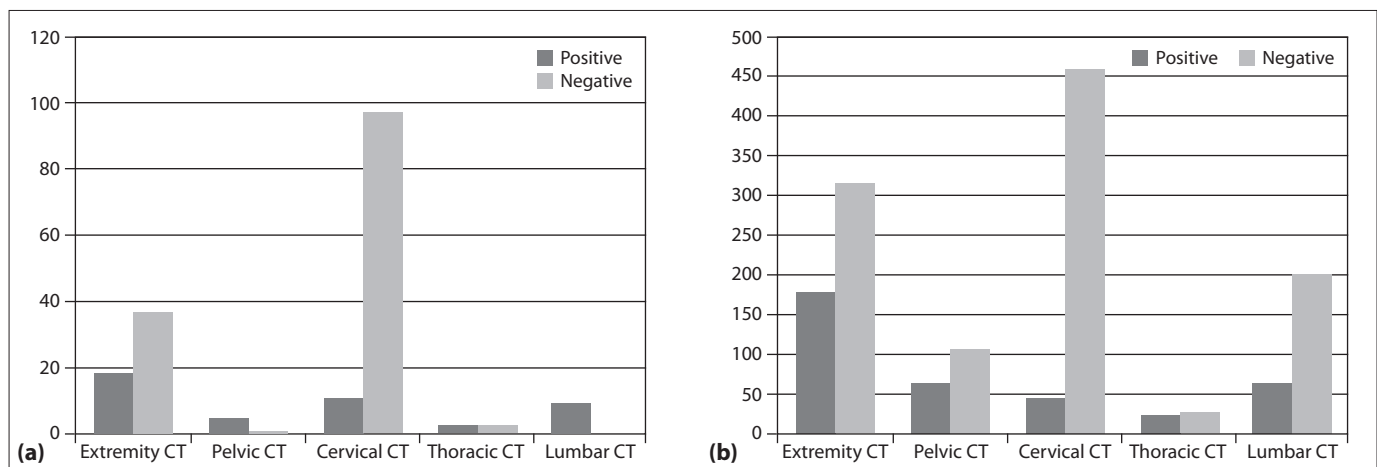 120
100
80
60
40
20
0
Positive
Negative
Extremity CT Pelvic CT Cervical CT Thoracic CT Lumbar CT
(a)
500
450
400
350
300
250
200
150
100
50
0
Positive Negative
Extremity CT Pelvic CT Cervical CT Thoracic CT Lumbar CT
(b)